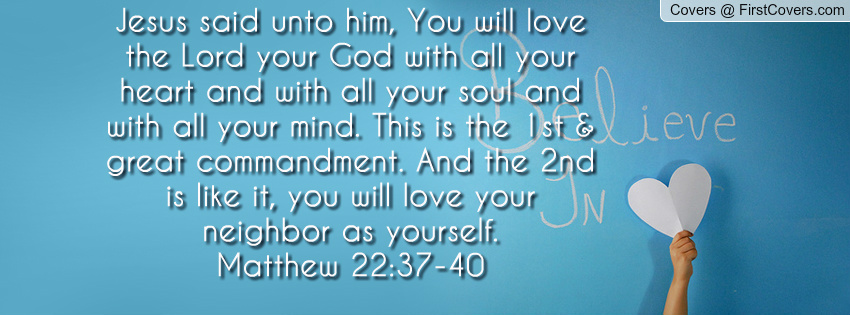 Covers @ FirstCovers.com
Jesus said unto him, You will love
the Lord your God with all your
heart and with all your soul and
with all your mind. This is the 1st &
great commandment. And the 2nd
is like it, you will love your
neighbor as yourself.
Matthew 22:37-40
Believe
In